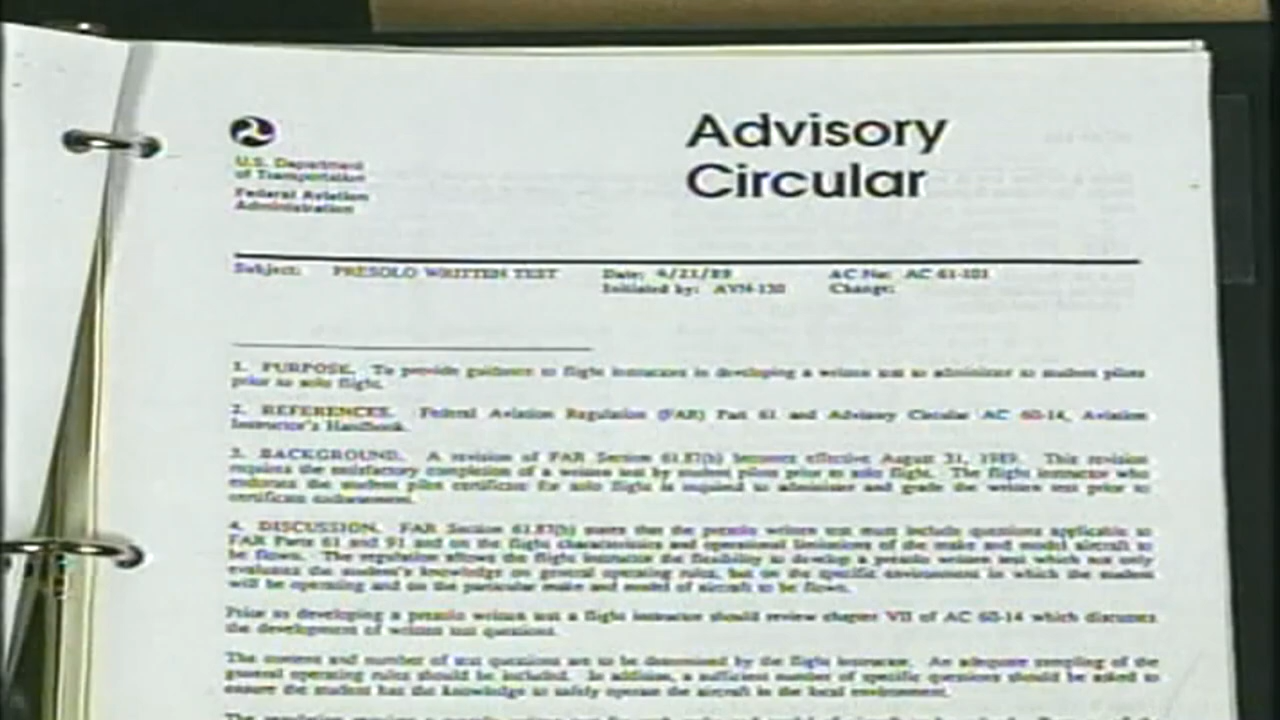 Advisory
Circular
U.S. Department
of Transportation
Federal Aviation
Administration
Subject: PRESOLO WRITTEN TEST Date: 4/21/89 AC No: AC 61-101
Initiated by: AVN-130 Change:
1. PURPOSE. To provide guidance to flight instructors in developing a written test to administer to student pilots
prior to solo flight.
2. REFERENCES. Federal Aviation Regulation (FAR) Part 61 and Advisory Circular AC 60-14, Aviation
Instructor's Handbook.
3. BACKGROUND. A revision of FAR Section 61.87(b) becomes effective August 31, 1989. This revision
requires the satisfactory completion of a written test by student pilots prior to solo flight. The flight instructor who
endorses the student pilot certificate for solo flight is required to administer and grade the written test prior to
certificate endorsement.
4. DISCUSSION. FAR Section 61.87(b) states that the presolo written test must include questions applicable to
FAR Parts 61 and 91 and on the flight characteristics and operational limitations of the make and model aircraft to
be flown. The regulation allows the flight instructor the flexibility to develop a presolo written test which not only
evaluates the student's knowledge on general operating rules, but on the specific environment in which the student
will be operating and on the particular make and model of aircraft to be flown.
Prior to developing a presolo written test a flight instructor should review chapter VII of AC 60-14 which discusses
the development of written test questions.
The content and number of test questions are to be determined by the flight instructor. An adequate sampling of the
general operating rules should be included. In addition, a sufficient number of specific questions should be asked to
ensure the student has the knowledge to safely operate the aircraft in the local environment.